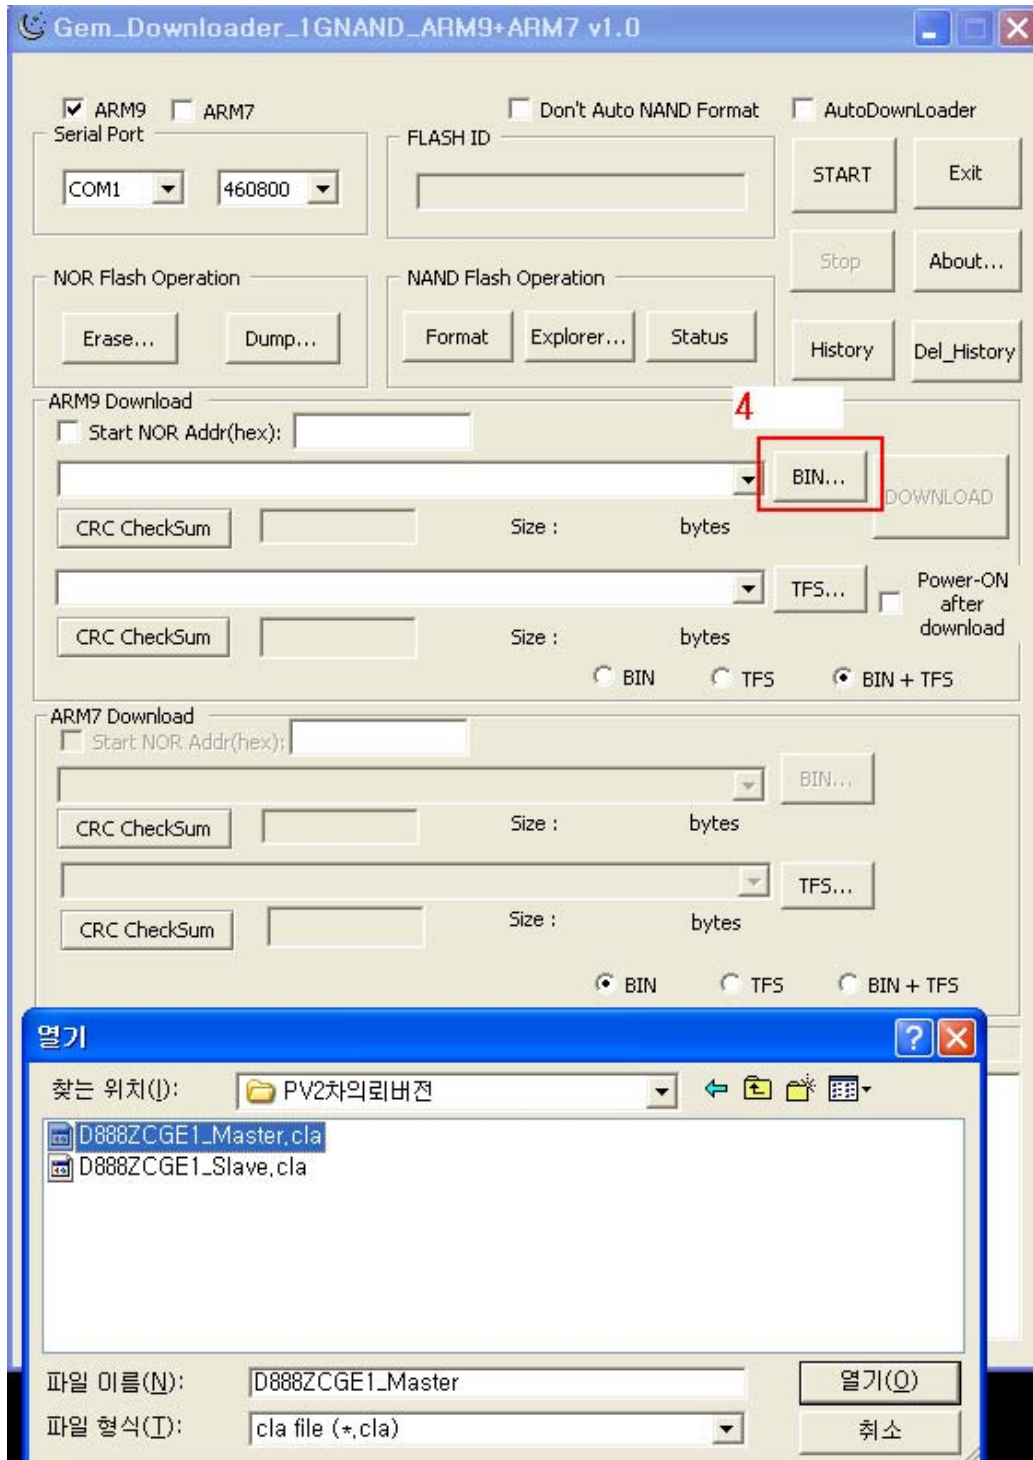 Gem_Downloader_1GNAND_ARM9+ARM7 v1.0
ARM9 ARM7 Don't Auto NAND Format AutoDownLoader
Serial Port FLASH ID
COM1 460800 START Exit
Stop About...
NOR Flash Operation NAND Flash Operation
Erase... Dump... Format Explorer... Status History Del_History
ARM9 Download 4
Start NOR Addr(hex):
BIN... DOWNLOAD
CRC CheckSum Size : bytes
TFS... Power-ON after download
CRC CheckSum Size : bytes
BIN TFS BIN + TFS
ARM7 Download
Start NOR Addr(hex):
BIN...
CRC CheckSum Size : bytes
TFS...
CRC CheckSum Size : bytes
BIN TFS BIN + TFS
열기
찾는 위치(I): PV2차의뢰버전
D888ZCGE1_Master.cla
D888ZCGE1_Slave.cla
파일 이름(N): D888ZCGE1_Master 열기(O)
파일 형식(T): cla file (*.cla) 취소